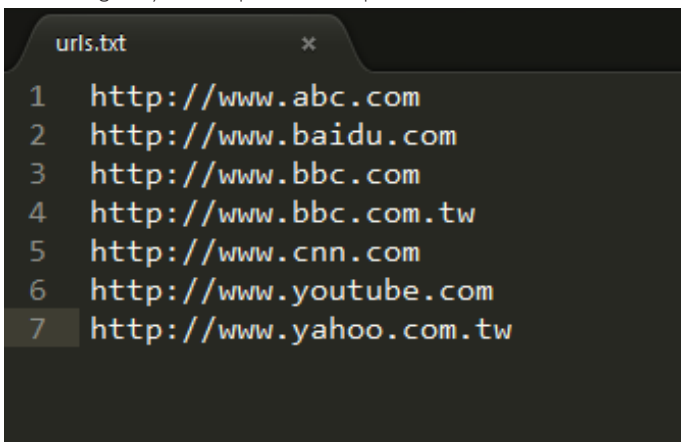 urls.txt ×
1 http://www.abc.com
2 http://www.baidu.com
3 http://www.bbc.com
4 http://www.bbc.com.tw
5 http://www.cnn.com
6 http://www.youtube.com
7 http://www.yahoo.com.tw